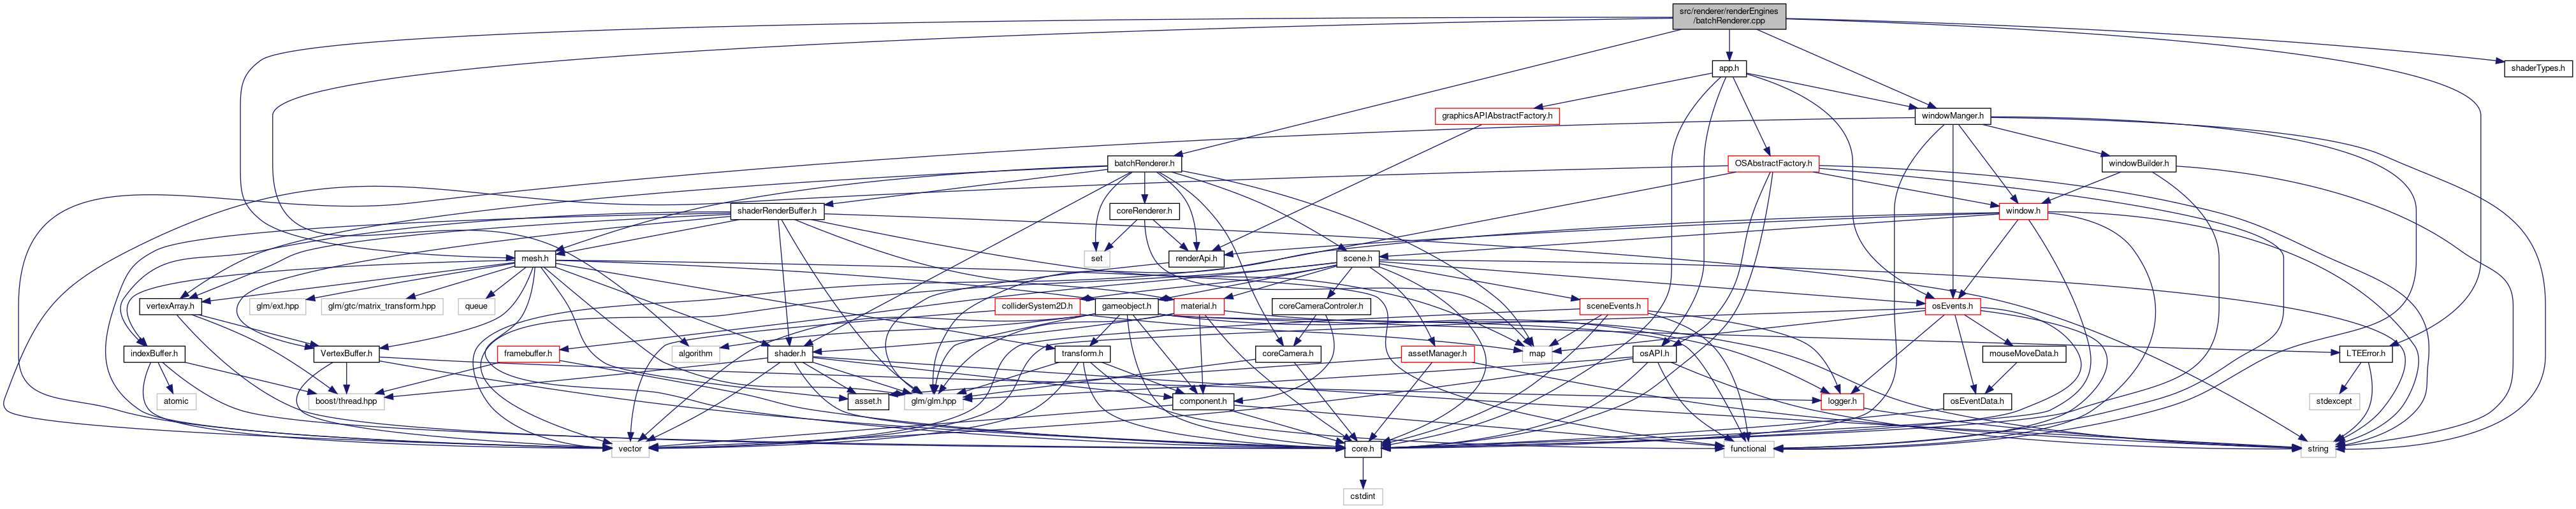 src/renderer/renderEngines
/batchRenderer.cpp
app.h
shaderTypes.h
graphicsAPIAbstractFactory.h
windowManger.h
batchRenderer.h
OSAbstractFactory.h
windowBuilder.h
shaderRenderBuffer.h
coreRenderer.h
window.h
mesh.h
set
renderApi.h
scene.h
vertexArray.h
glm/ext.hpp
glm/gtc/matrix_transform.hpp
queue
colliderSystem2D.h
gameobject.h
material.h
coreCameraControler.h
sceneEvents.h
osEvents.h
indexBuffer.h
VertexBuffer.h
framebuffer.h
algorithm
shader.h
transform.h
coreCamera.h
assetManager.h
map
osAPI.h
mouseMoveData.h
LTEError.h
atomic
boost/thread.hpp
asset.h
glm/glm.hpp
component.h
logger.h
osEventData.h
stdexcept
vector
core.h
functional
string
cstdint